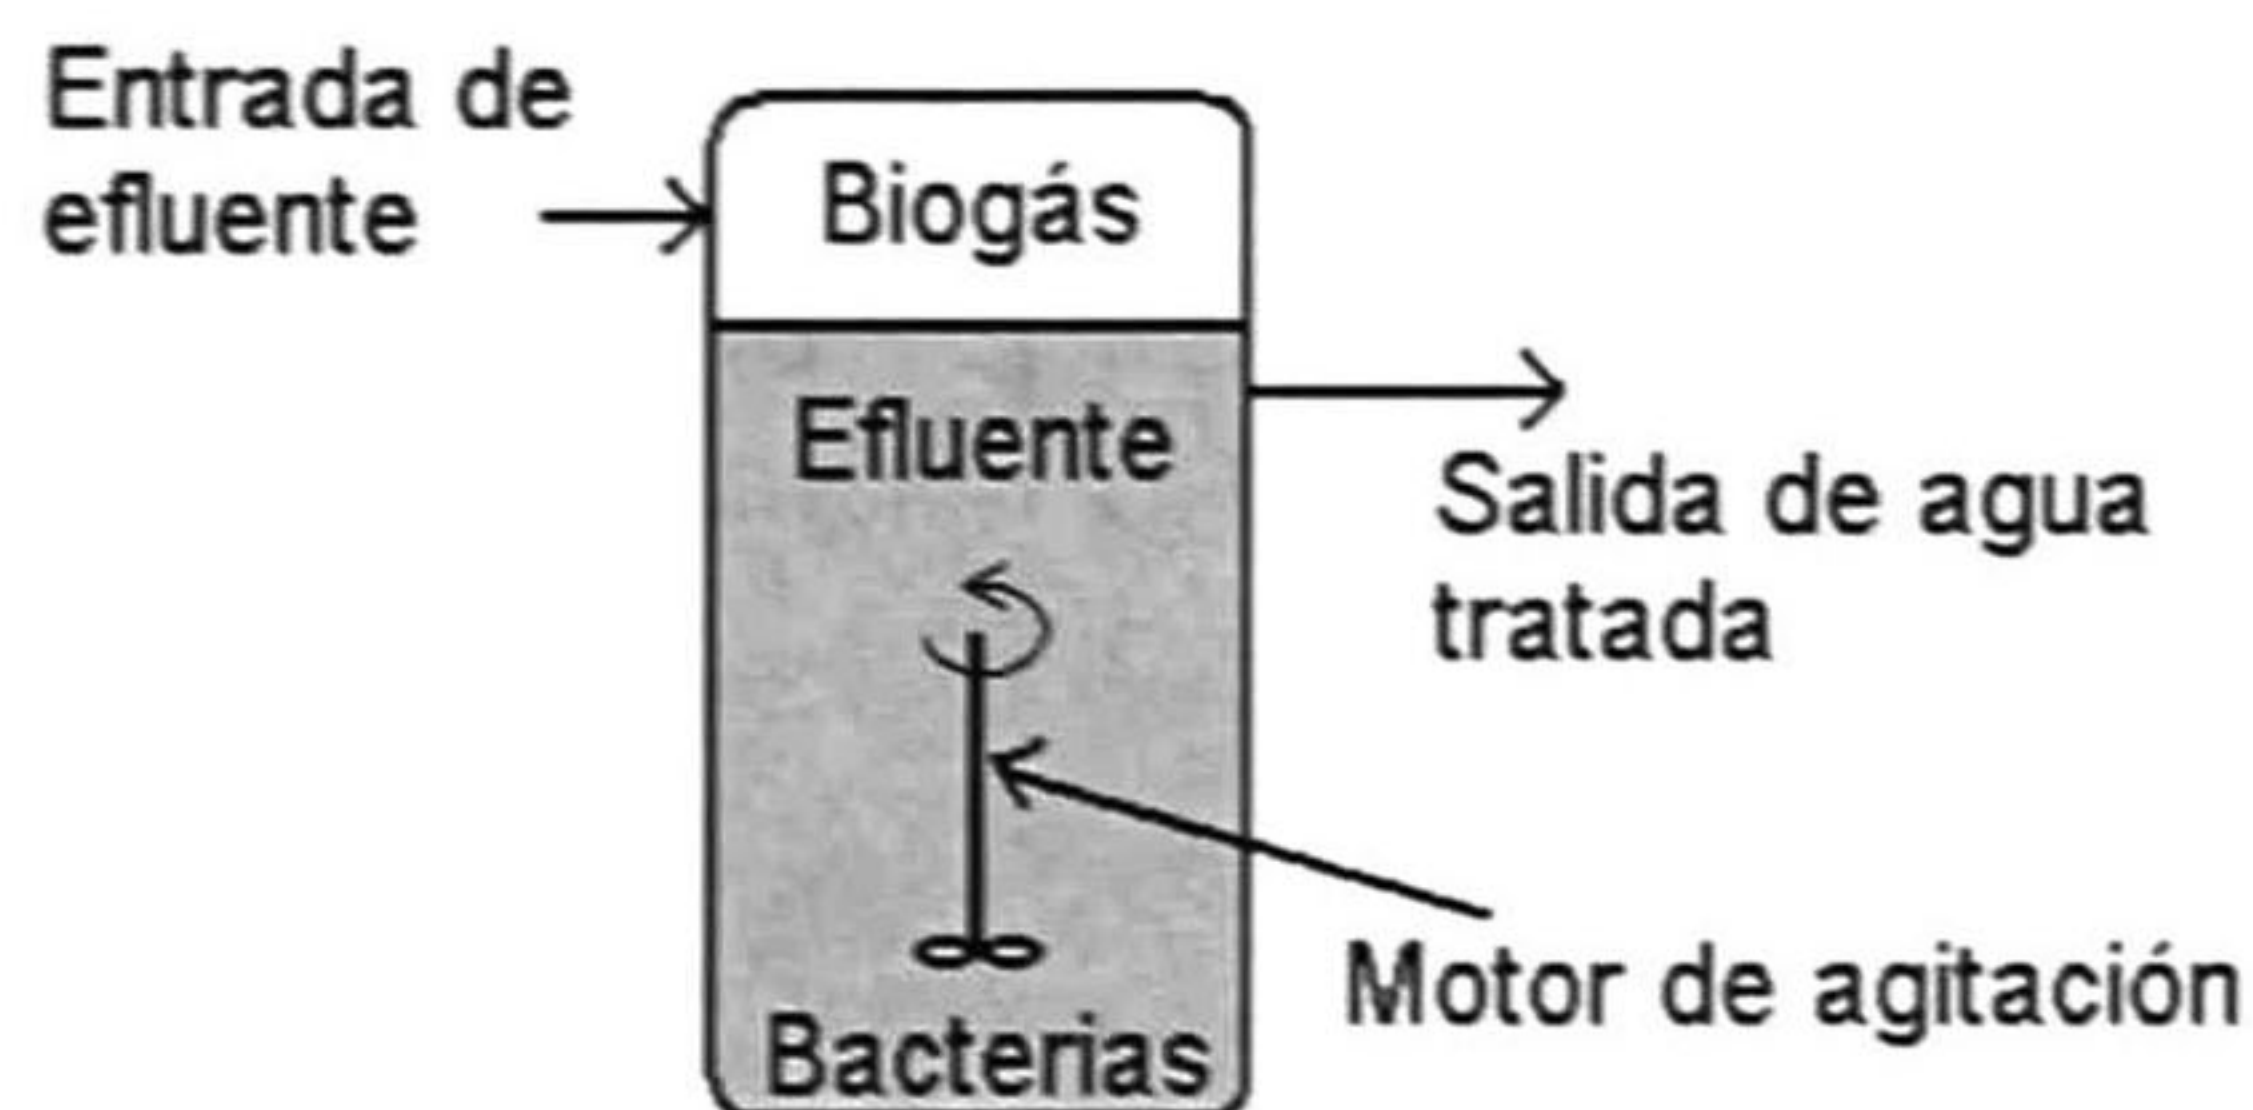 Entrada de
efluente
Biogás
Efluente
Salida de agua
tratada
Motor de agitación
Bacterias